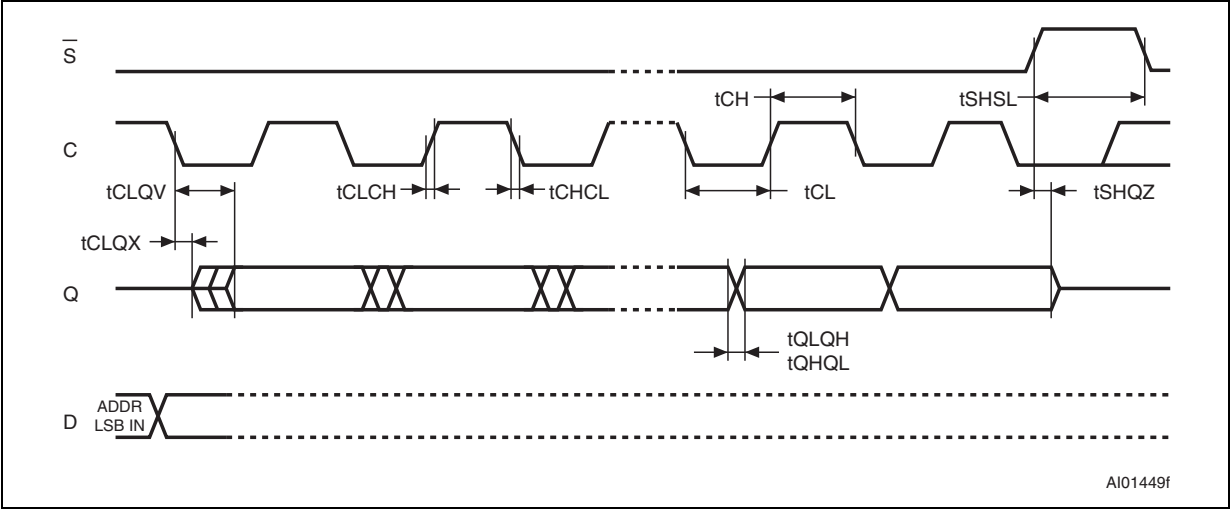 S
tCH
tSHSL
C
tCLQV
tCLCH
tCHCL
tCL
tSHQZ
tCLQX
Q
tQLQH
tQHQL
D
ADDR
LSB IN
AI01449f